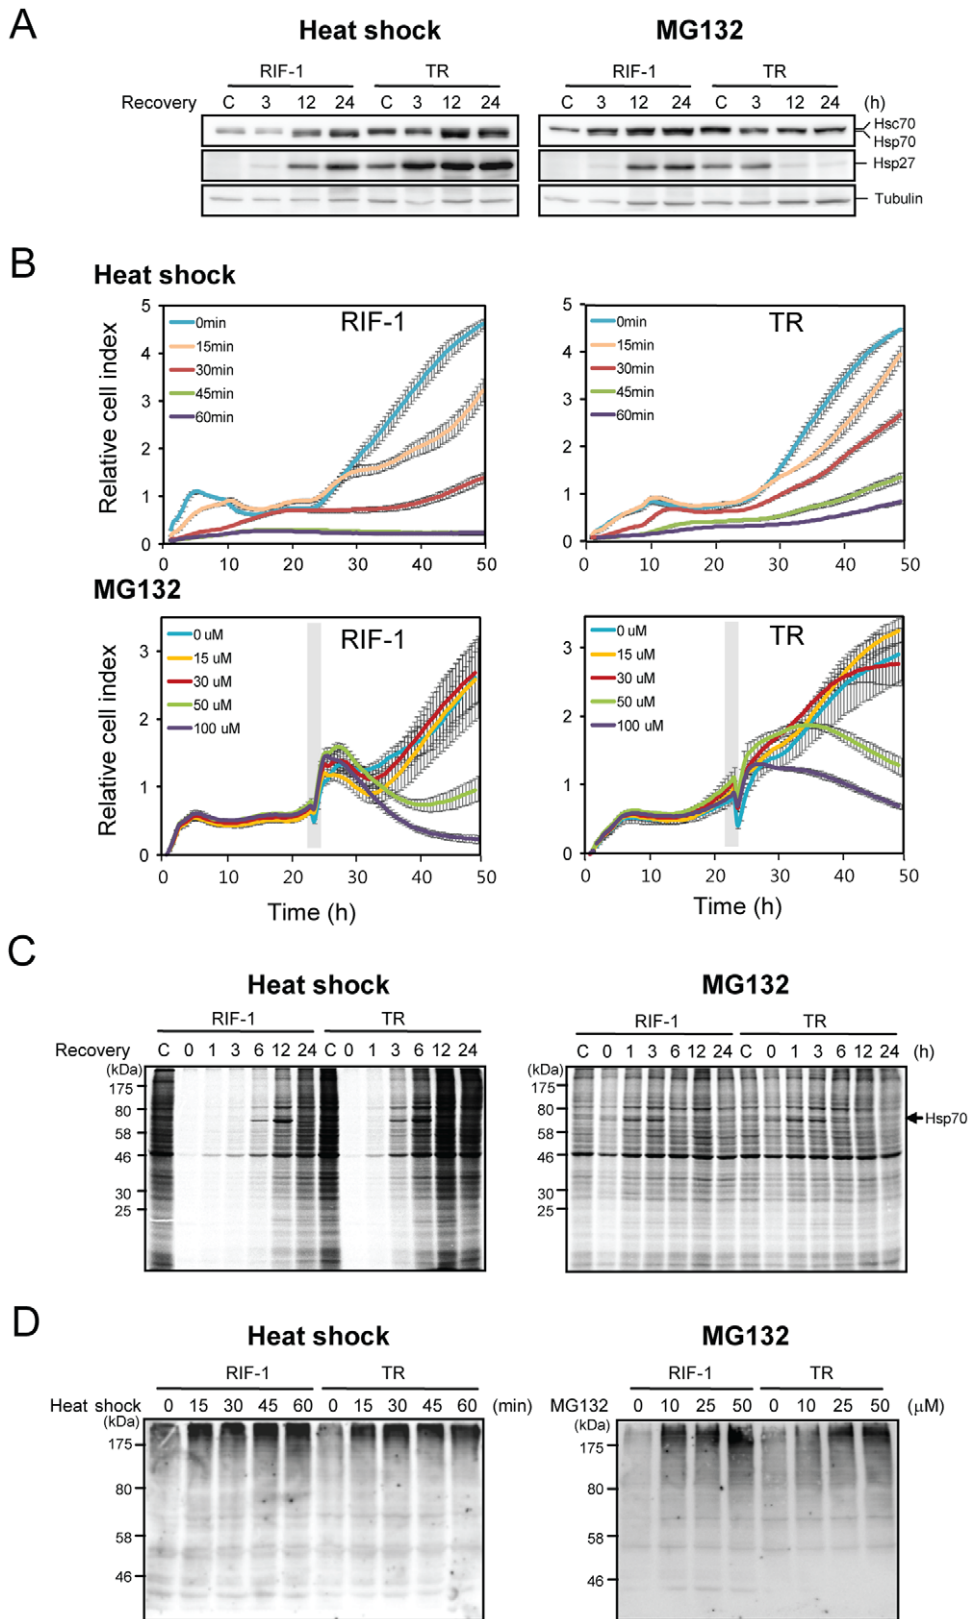 A
Heat shock
MG132
RIF-1 TR RIF-1 TR
Recovery C 3 12 24 C 3 12 24 C 3 12 24 C 3 12 24 (h)
Hsc70
Hsp70
Hsp27
Tubulin
B
Heat shock
Relative cell index
5
4
3
2
1
0
0min
15min
30min
45min
60min
RIF-1
0 10 20 30 40 50
5
4
3
2
1
0
0min
15min
30min
45min
60min
TR
0 10 20 30 40 50
MG132
Relative cell index
3
2
1
0
0 uM
15 uM
30 uM
50 uM
100 uM
RIF-1
0 10 20 30 40 50
Time (h)
3
2
1
0
0 uM
15 uM
30 uM
50 uM
100 uM
TR
0 10 20 30 40 50
Time (h)
C
Heat shock
MG132
RIF-1 TR RIF-1 TR
Recovery C 0 1 3 6 12 24 C 0 1 3 6 12 24 C 0 1 3 6 12 24 C 0 1 3 6 12 24 (h)
(kDa)
175
80
58
46
30
25
(kDa)
175
80
58
46
30
25
Hsp70
D
Heat shock
MG132
RIF-1 TR RIF-1 TR
Heat shock 0 15 30 45 60 0 15 30 45 60 (min)
MG132 0 10 25 50 0 10 25 50 (µM)
(kDa)
175
80
58
46
(kDa)
175
80
58
46